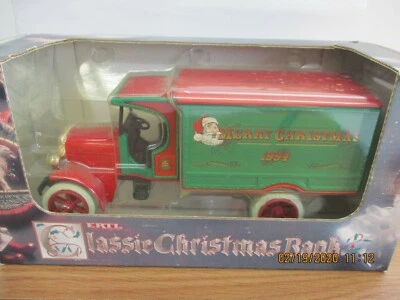 MERRY CHRISTMAS
1994
ERTL
Classic Christmas Bank
02/19/2020 11:12